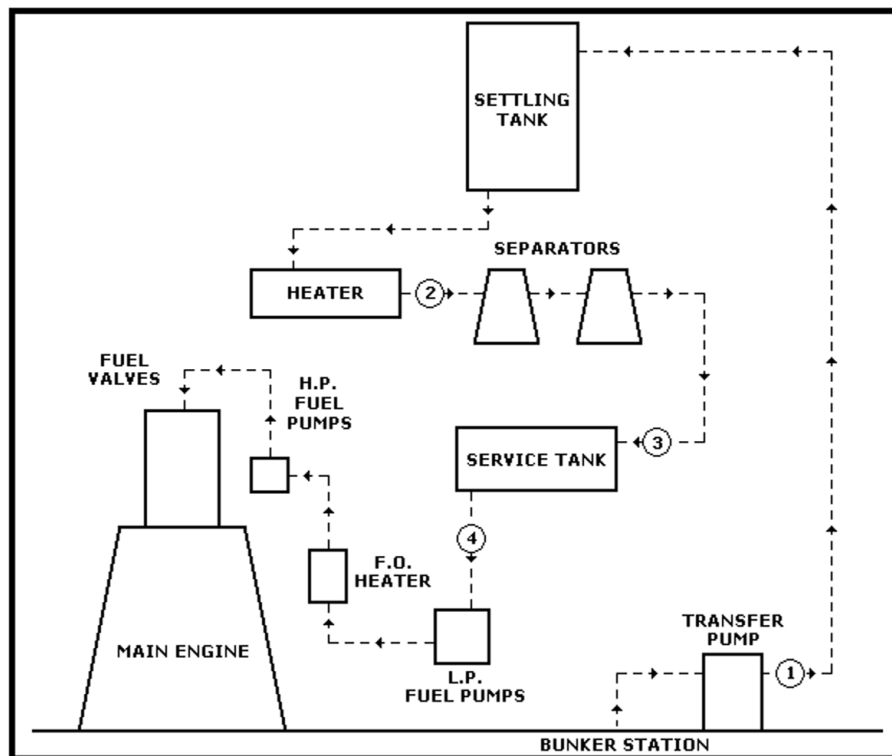 SETTLING
TANK
SEPARATORS
HEATER
2
FUEL
VALVES
H.P.
FUEL
PUMPS
3
SERVICE TANK
4
F.O.
HEATER
TRANSFER
PUMP
MAIN ENGINE
1
L.P.
FUEL PUMPS
BUNKER STATION